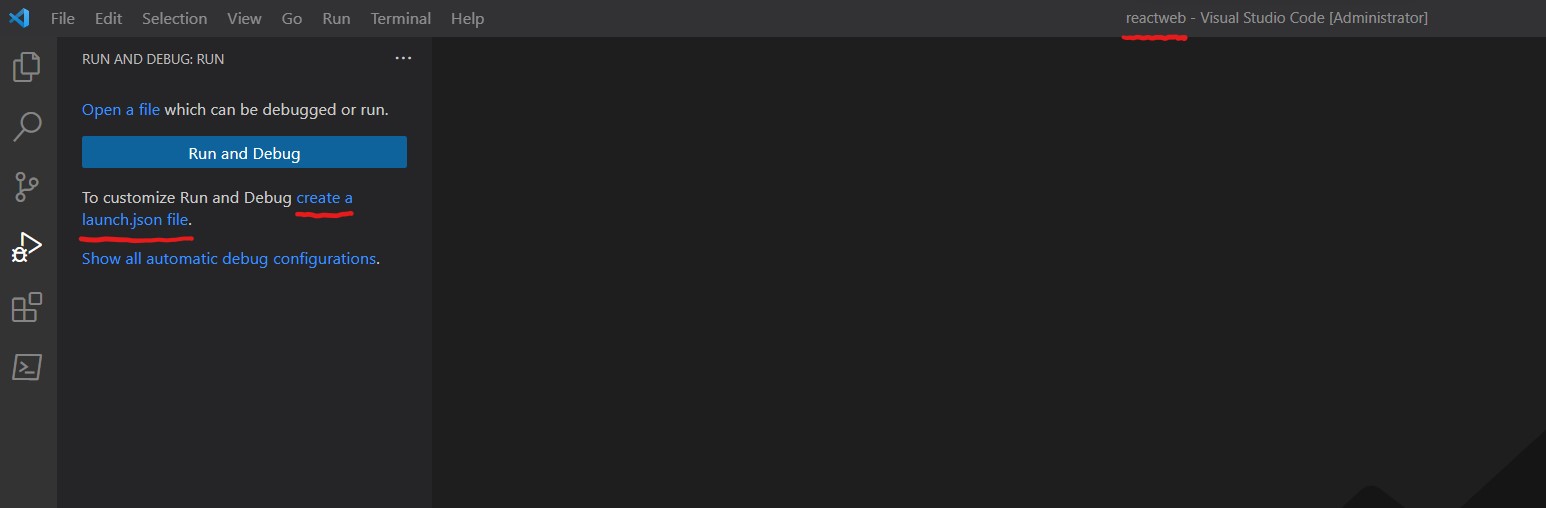 File Edit Selection View Go Run Terminal Help
reactweb - Visual Studio Code [Administrator]
RUN AND DEBUG: RUN
Open a file which can be debugged or run.
Run and Debug
To customize Run and Debug create a
launch.json file.
Show all automatic debug configurations.